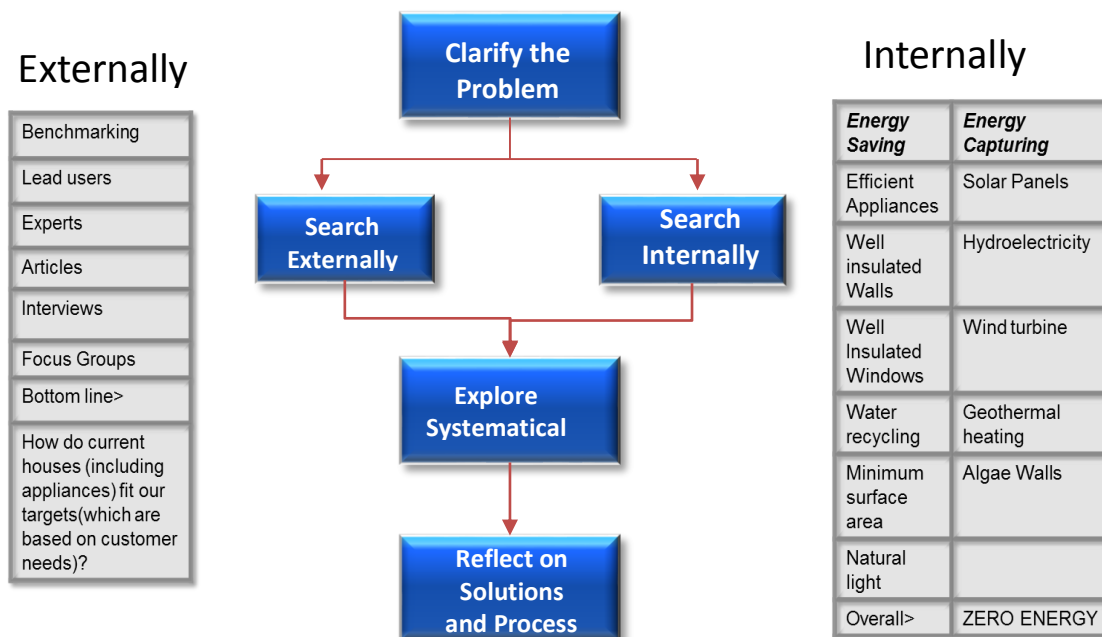 Externally
Benchmarking
Lead users
Experts
Articles
Interviews
Focus Groups
Bottom line>
How do current
houses (including
appliances) fit our
targets(which are
based on customer
needs)?
Clarify the
Problem
Search
Externally
Search
Internally
Explore
Systematical
Reflect on
Solutions
and Process
Internally
Energy
Saving
Energy
Capturing
Efficient
Appliances
Solar Panels
Well
insulated
Walls
Hydroelectricity
Well
Insulated
Windows
Wind turbine
Water
recycling
Geothermal
heating
Minimum
surface
area
Algae Walls
Natural
light
Overall>
ZERO ENERGY